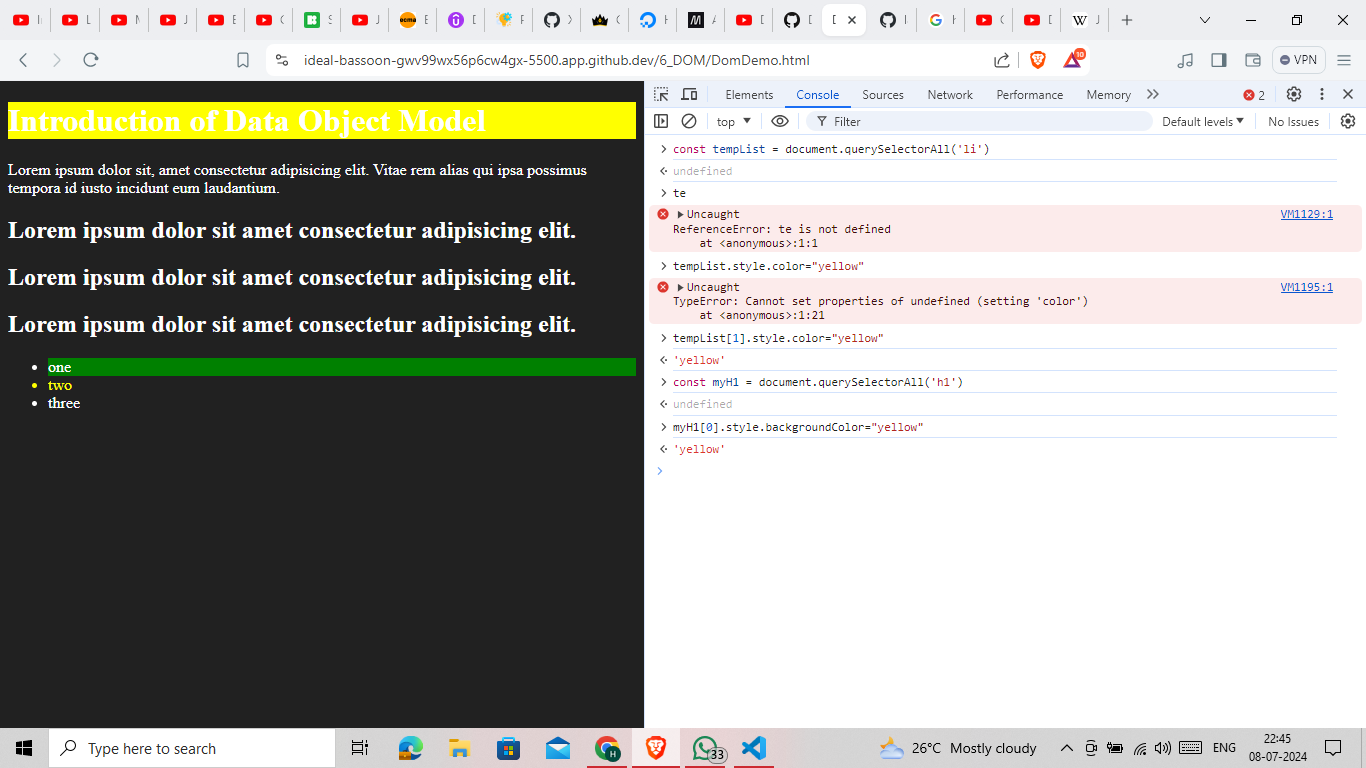 ideal-bassoon-gwv99wx56p6cw4gx-5500.app.github.dev/6_DOM/DomDemo.html
10
VPN
Introduction of Data Object Model
Lorem ipsum dolor sit, amet consectetur adipisicing elit. Vitae rem alias qui ipsa possimus
tempora id iusto incidunt eum laudantium.
Lorem ipsum dolor sit amet consectetur adipisicing elit.
Lorem ipsum dolor sit amet consectetur adipisicing elit.
Lorem ipsum dolor sit amet consectetur adipisicing elit.
one
two
three
Elements Console Sources Network Performance Memory 2
top Filter Default levels No Issues
const tempList = document.querySelectorAll('li')
undefined
te
Uncaught VM1129:1
ReferenceError: te is not defined
at <anonymous>:1:1
tempList.style.color="yellow"
Uncaught VM1195:1
TypeError: Cannot set properties of undefined (setting 'color')
at <anonymous>:1:21
tempList[1].style.color="yellow"
'yellow'
const myH1 = document.querySelectorAll('h1')
undefined
myH1[0].style.backgroundColor="yellow"
'yellow'
Type here to search
33
26°C Mostly cloudy
ENG
22:45
08-07-2024